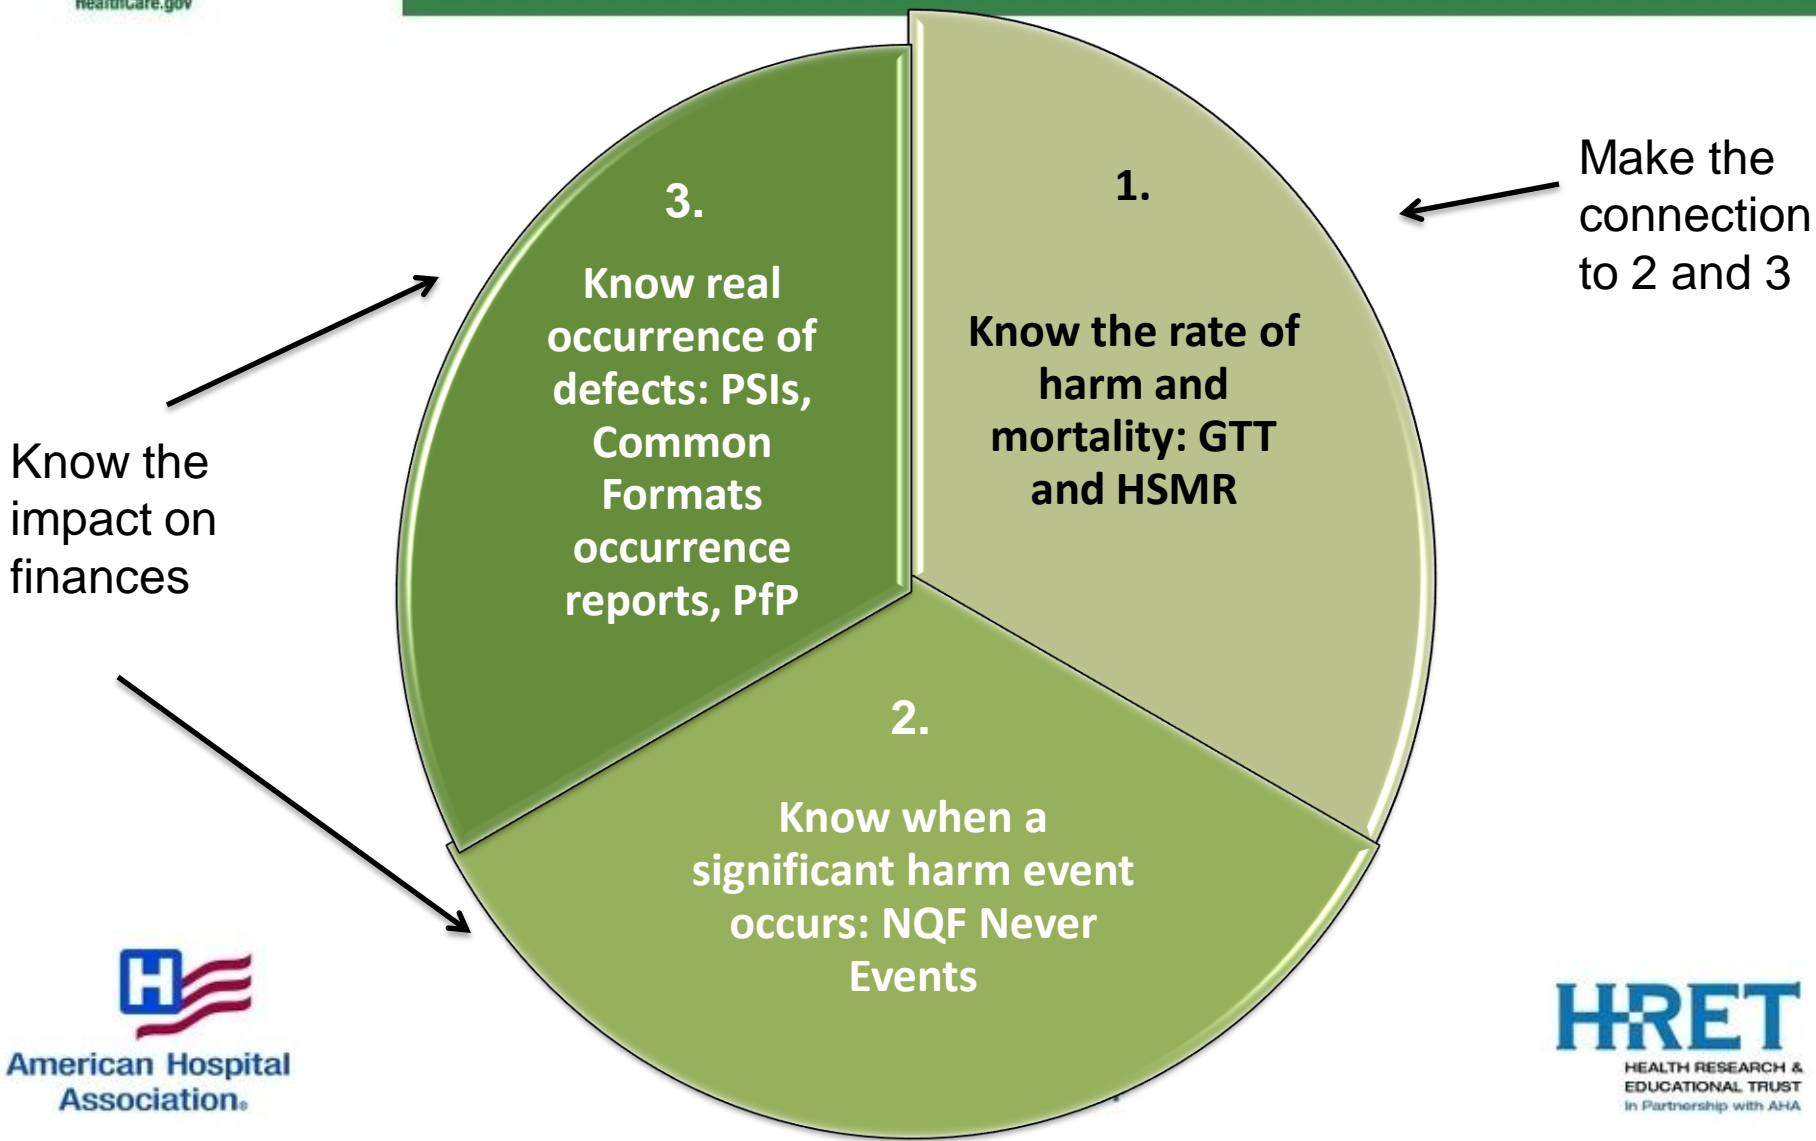 HealthCare.gov
3.
Know real
occurrence of
defects: PSIs,
Common
Formats
occurrence
reports, PfP
1.
Know the rate of
harm and
mortality: GTT
and HSMR
Make the
connection
to 2 and 3
Know the
impact on
finances
2.
Know when a
significant harm event
occurs: NQF Never
Events
H
American Hospital
Association®
HRET
HEALTH RESEARCH &
EDUCATIONAL TRUST
In Partnership with AHA